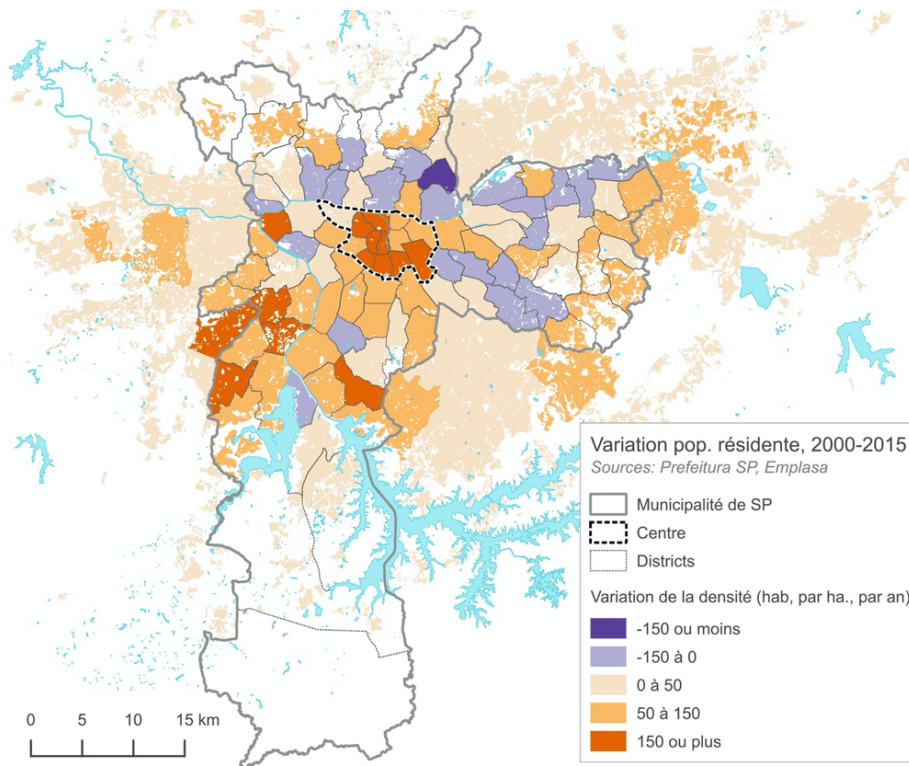 Variation pop. résidente, 2000-2015
Sources: Prefeitura SP, Emplasa
Municipalité de SP
Centre
Districts
Variation de la densité (hab, par ha., par an)
-150 ou moins
-150 à 0
0 à 50
50 à 150
150 ou plus
0 5 10 15 km